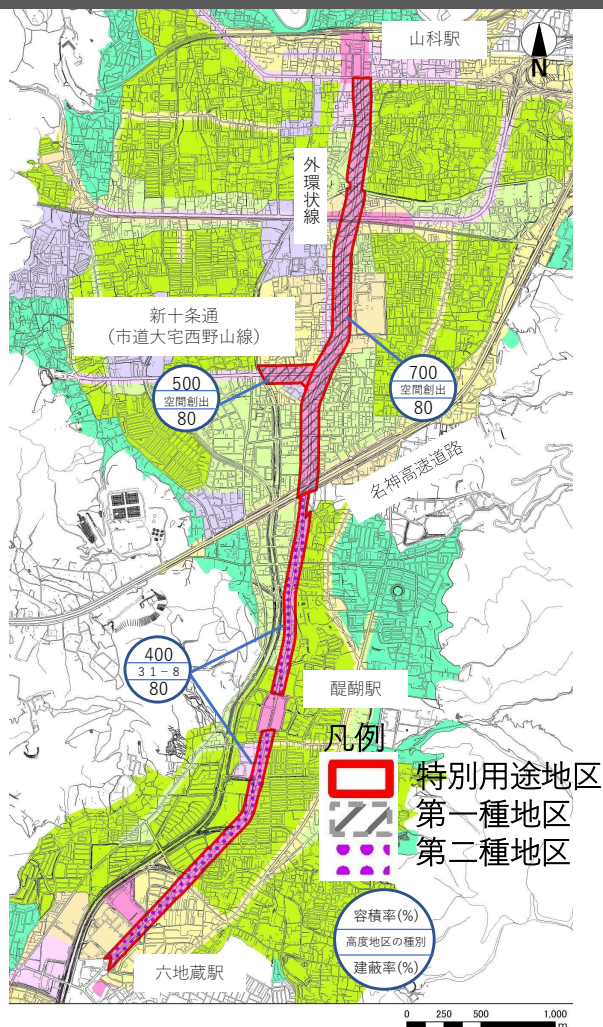 山科駅
N
外環状線
新十条通
（市道大宅西野山線）
500
空間創出
80
700
空間創出
80
名神高速道路
400
31-8
80
醍醐駅
凡例
特別用途地区
第一種地区
第二種地区
容積率(%)
高度地区の種別
建蔽率(%)
六地蔵駅
0 250 500 1,000
m